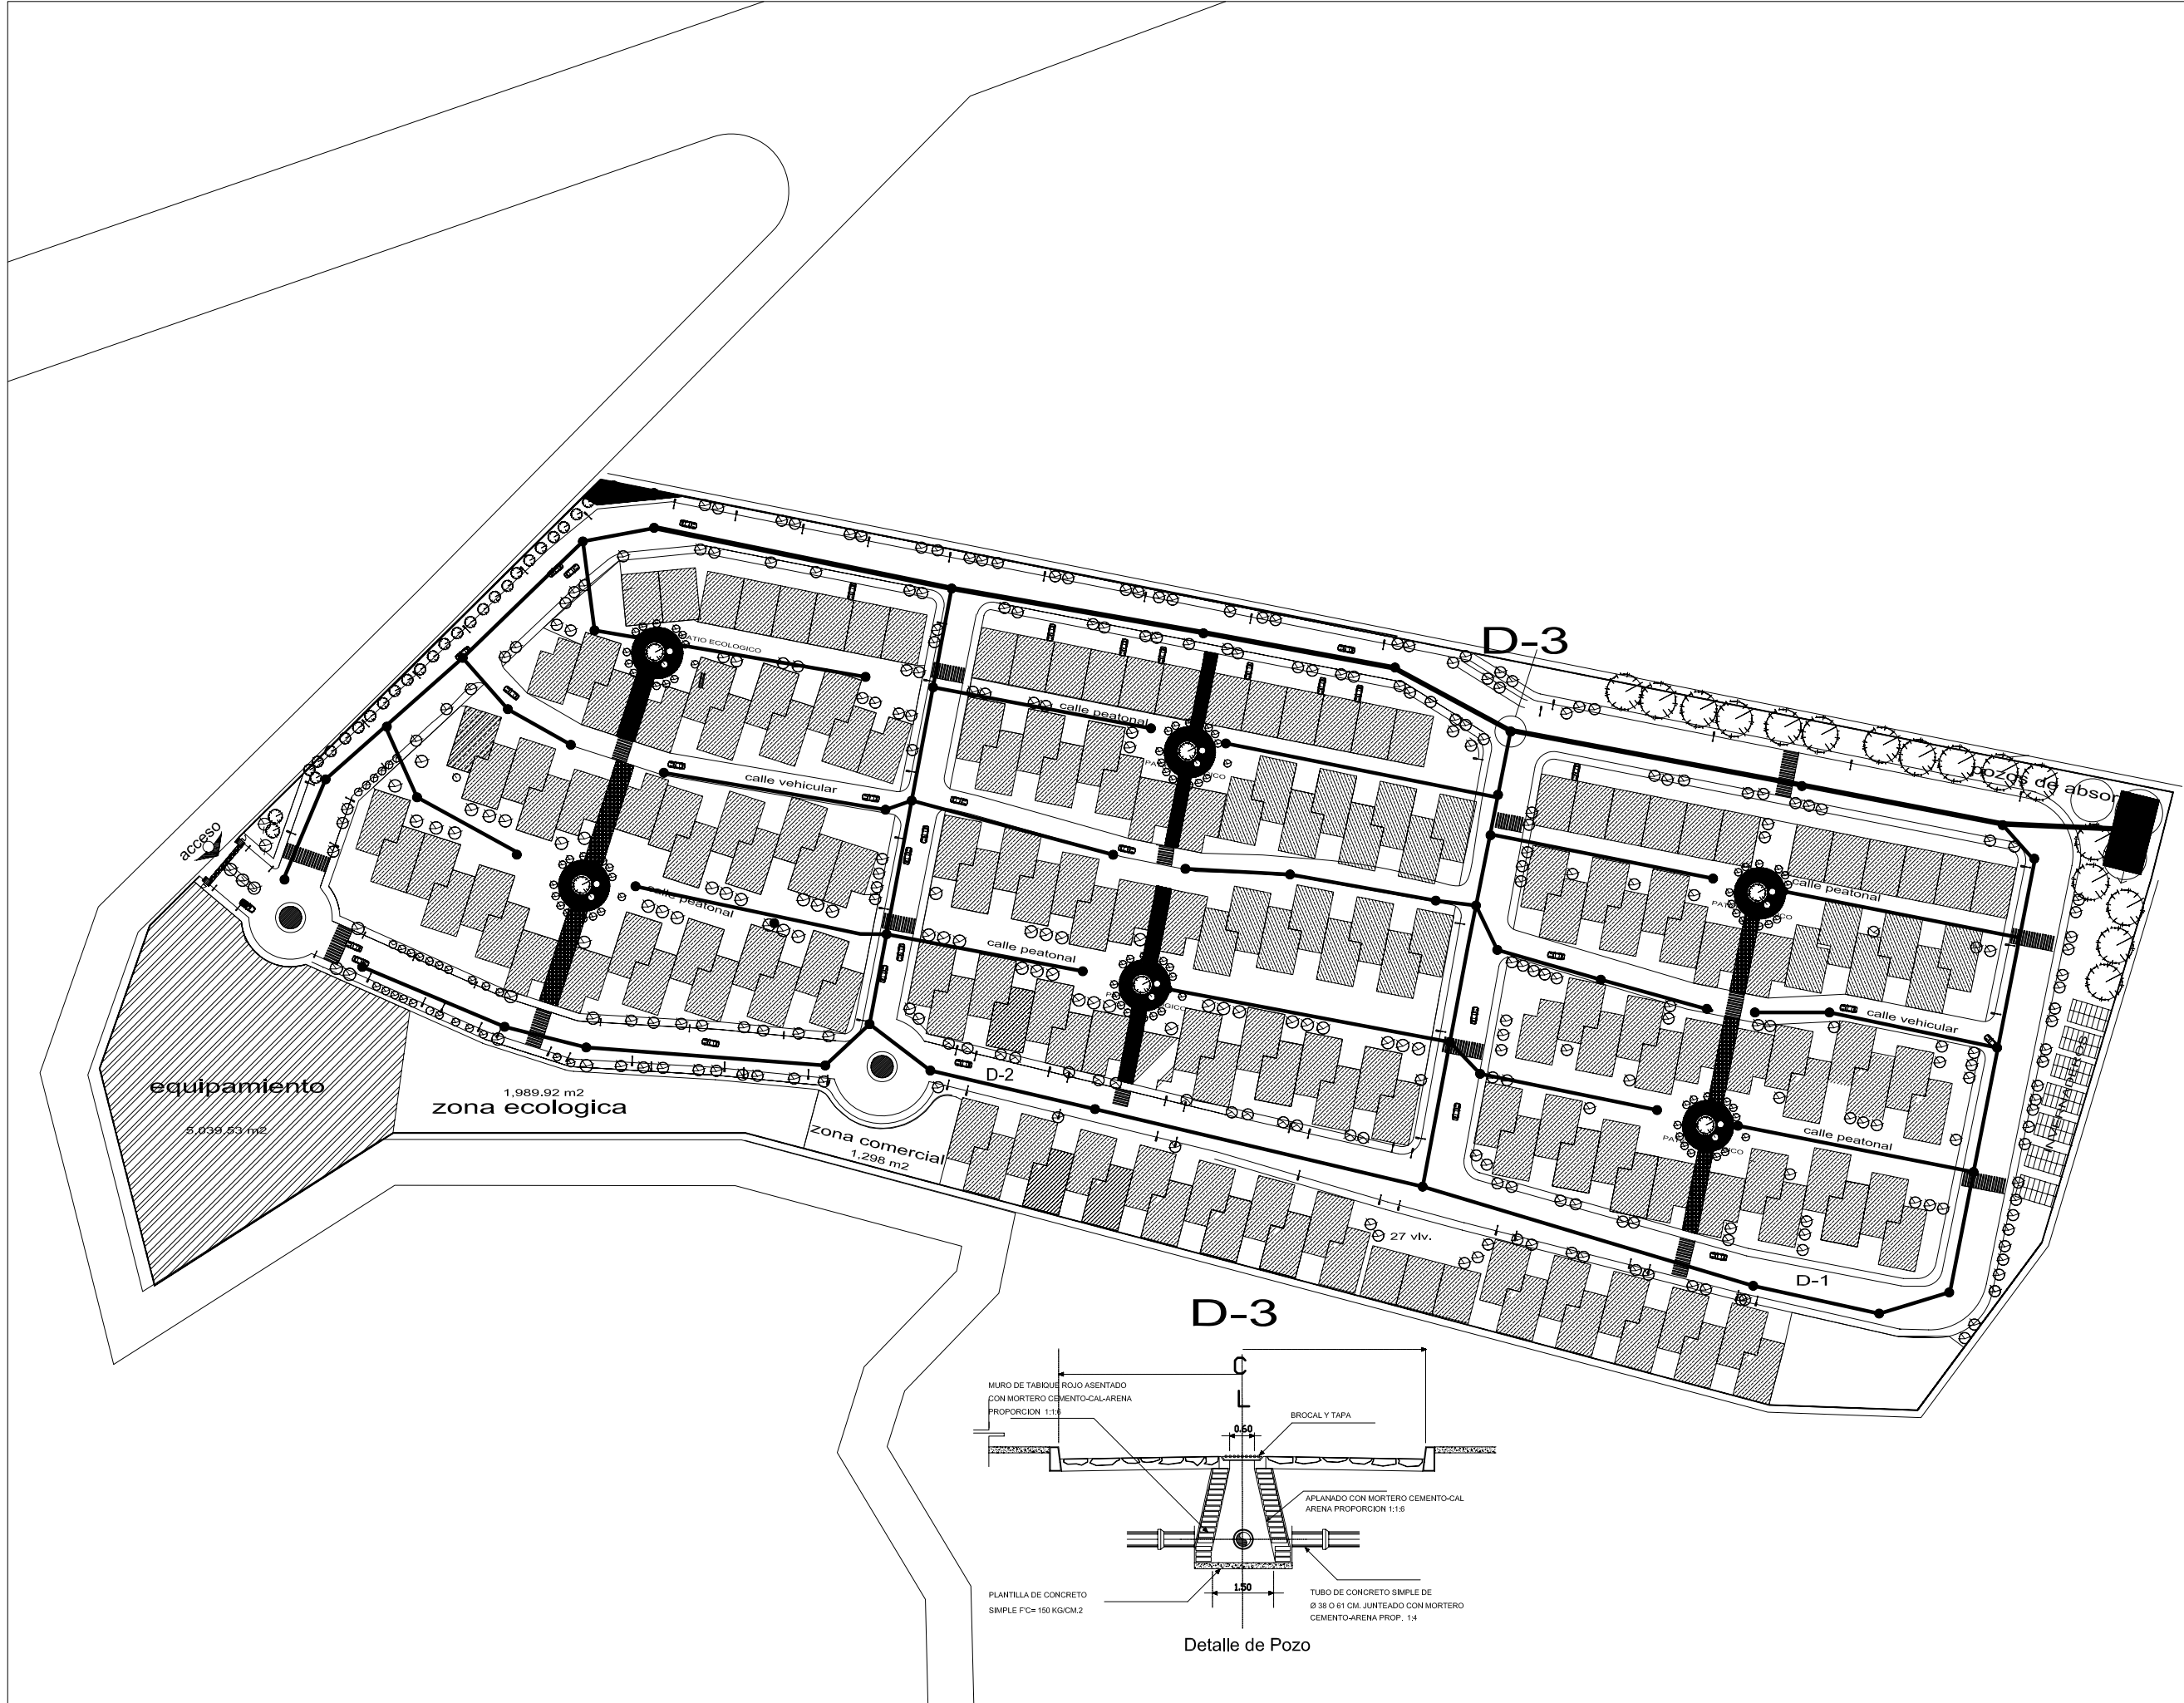 D-3
PATIO ECOLOGICO
calle peatonal
calle vehicular
pozos de absor
acceso
calle peatonal
calle peatonal
calle peatonal
calle vehicular
equipamiento
5,039.53 m2
1,989.92 m2
zona ecologica
zona comercial
1,298 m2
D-2
calle peatonal
27 viv.
D-1
D-3
C
L
MURO DE TABIQUE ROJO ASENTADO
CON MORTERO CEMENTO-CAL-ARENA
PROPORCION 1:1:6
BROCAL Y TAPA
0.60
APLANADO CON MORTERO CEMENTO-CAL
ARENA PROPORCION 1:1:6
1.50
PLANTILLA DE CONCRETO
SIMPLE F'C= 150 KG/CM.2
TUBO DE CONCRETO SIMPLE DE
Ø 38 O 61 CM. JUNTEADO CON MORTERO
CEMENTO-ARENA PROP. 1:4
Detalle de Pozo